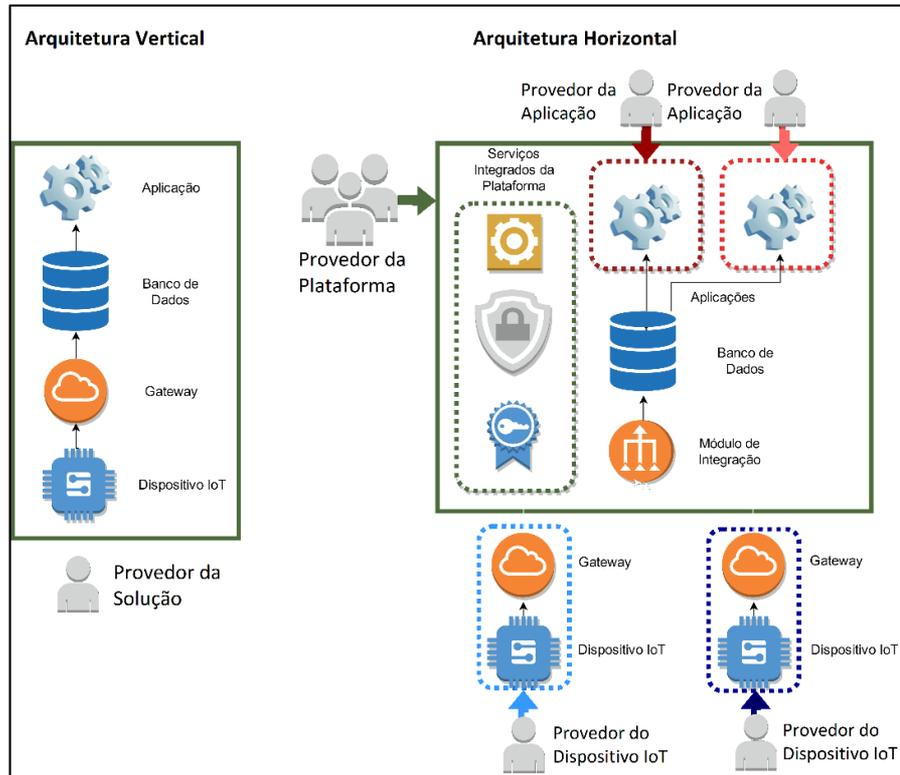 Arquitetura Vertical
Aplicação
Banco de
Dados
Gateway
Dispositivo IoT
Provedor da
Solução
Arquitetura Horizontal
Provedor da
Aplicação
Provedor da
Aplicação
Provedor da
Plataforma
Serviços
Integrados da
Plataforma
Aplicações
Banco de
Dados
Módulo de
Integração
Gateway
Dispositivo IoT
Provedor do
Dispositivo IoT
Gateway
Dispositivo IoT
Provedor do
Dispositivo IoT